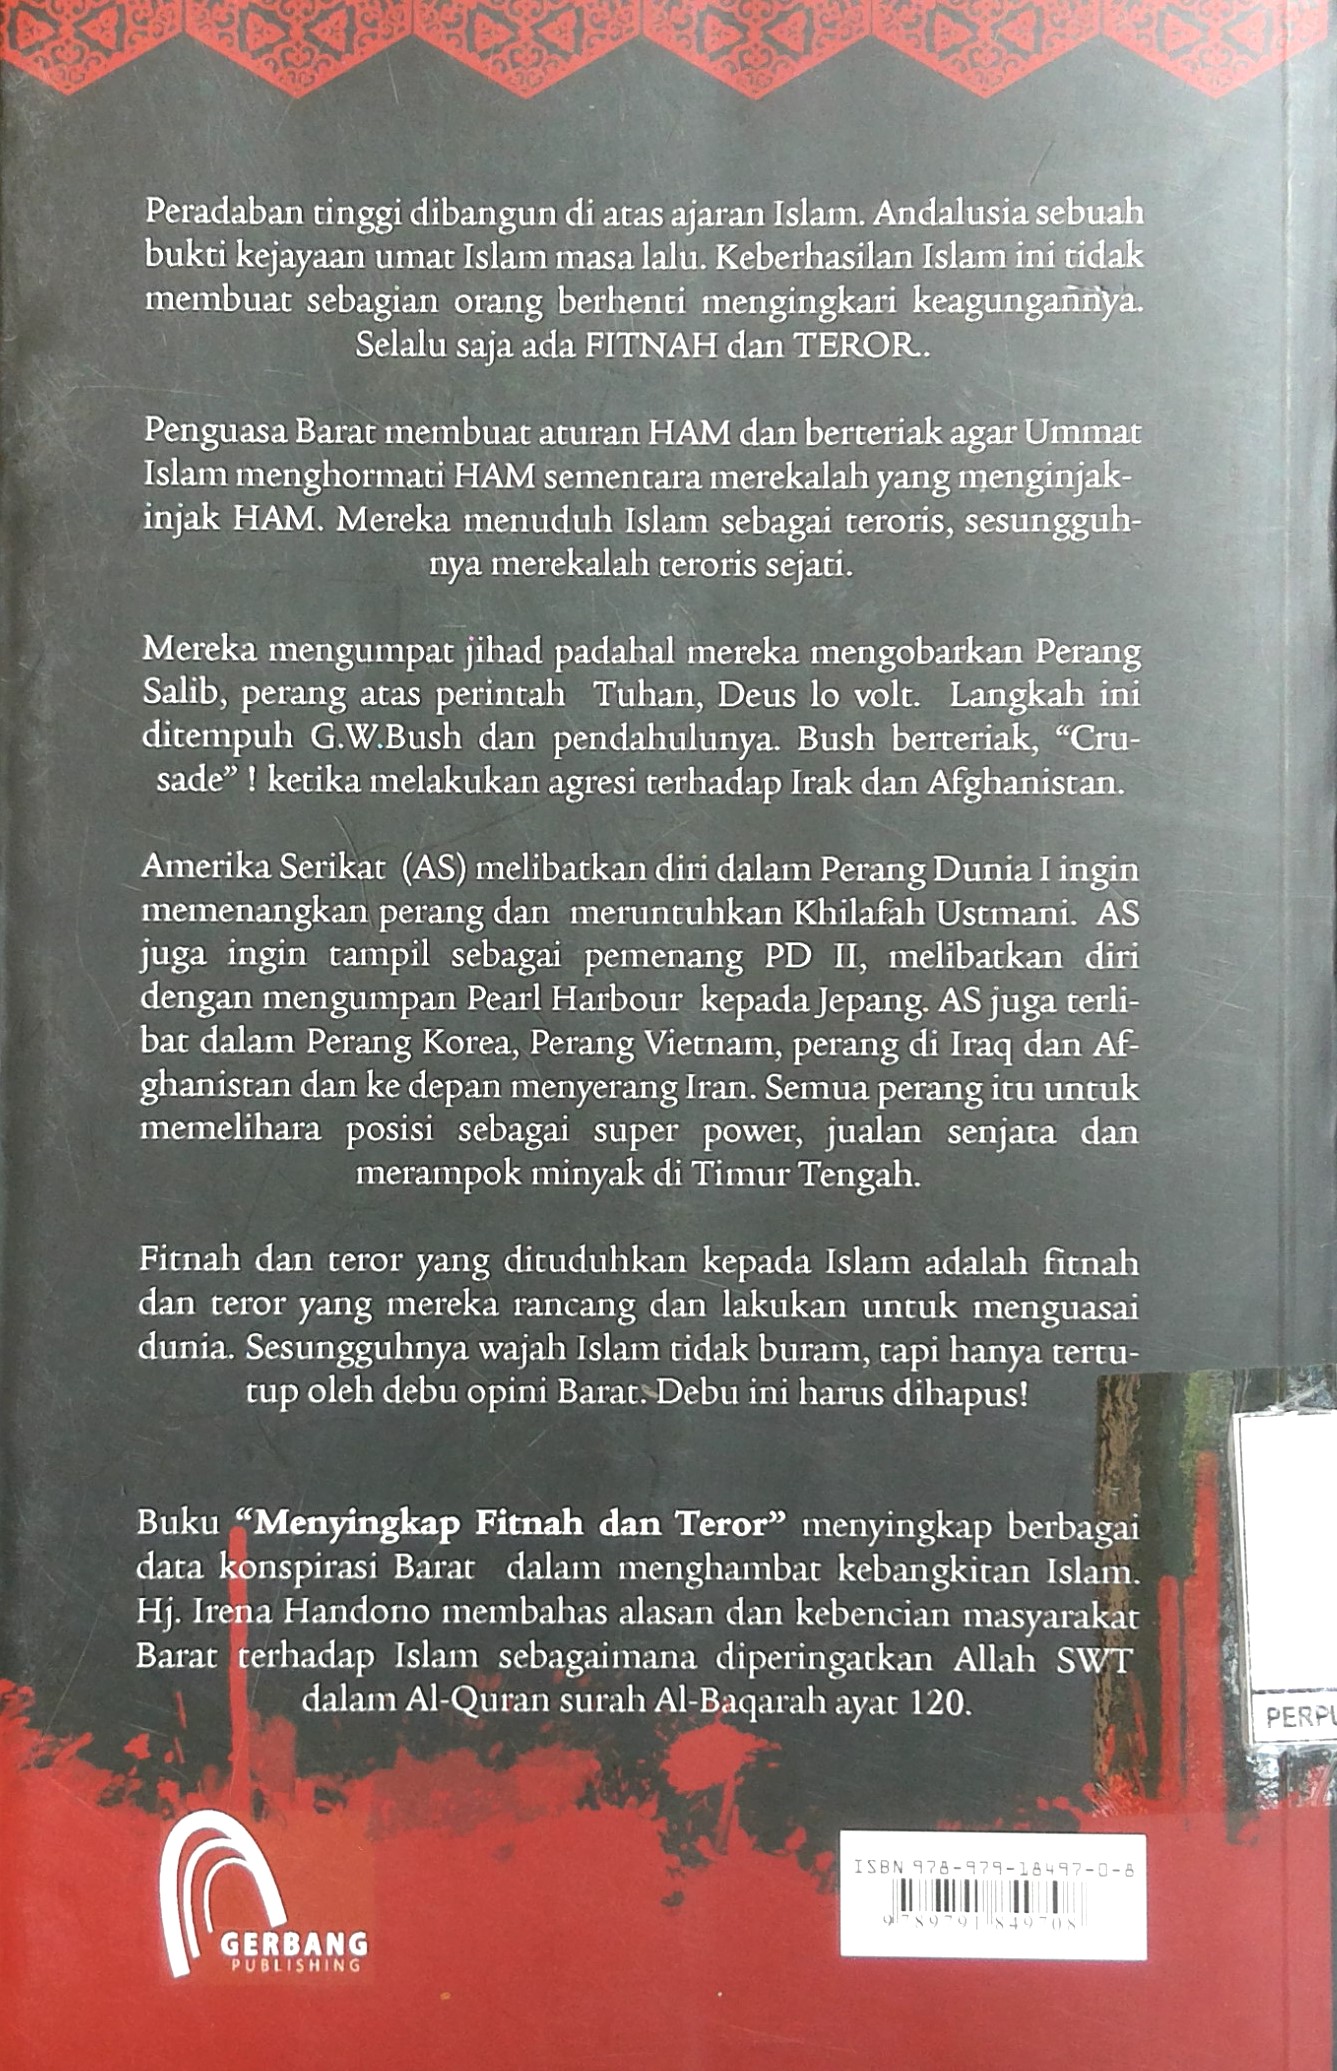 Peradaban tinggi dibangun di atas ajaran Islam. Andalusia sebuah
bukti kejayaan umat Islam masa lalu. Keberhasilan Islam ini tidak
membuat sebagian orang berhenti mengingkari keagungannya.
Selalu saja ada FITNAH dan TEROR..
Penguasa Barat membuat aturan HAM dan berteriak agar Ummat
Islam menghormati HAM sementara merekalah yang menginjak-
injak HAM. Mereka menuduh Islam sebagai teroris, sesungguh-
nya merekalah teroris sejati.
Mereka mengumpat jihad padahal mereka mengobarkan Perang
Salib, perang atas perintah Tuhan, Deus lo volt. Langkah ini
ditempuh G.W.Bush dan pendahulunya. Bush berteriak, “Cru-
sade” ! ketika melakukan agresi terhadap Irak dan Afghanistan.
Amerika Serikat (AS) melibatkan diri dalam Perang Dunia I ingin
memenangkan perang dan meruntuhkan Khilafah Ustmani. AS
juga ingin tampil sebagai pemenang PD II, melibatkan diri
dengan mengumpan Pearl Harbour kepada Jepang. AS juga terli-
bat dalam Perang Korea, Perang Vietnam, perang di Iraq dan Af-
ghanistan dan ke depan menyerang Iran. Semua perang itu untuk
memelihara posisi sebagai super power, jualan senjata dan
merampok minyak di Timur Tengah.
Fitnah dan teror yang dituduhkan kepada Islam adalah fitnah
dan teror yang mereka rancang dan lakukan untuk menguasai
dunia. Sesungguhnya wajah Islam tidak buram, tapi hanya tertu-
tup oleh debu opini Barat. Debu ini harus dihapus!
Buku “Menyingkap Fitnah dan Teror” menyingkap berbagai
data konspirasi Barat dalam menghambat kebangkitan Islam.
Hj. Irena Handono membahas alasan dan kebencian masyarakat
Barat terhadap Islam sebagaimana diperingatkan Allah SWT
dalam Al-Quran surah Al-Baqarah ayat 120.
PERPU
GERBANG
PUBLISHING
ISBN 978-979-18497-0-8
9 789791 849708